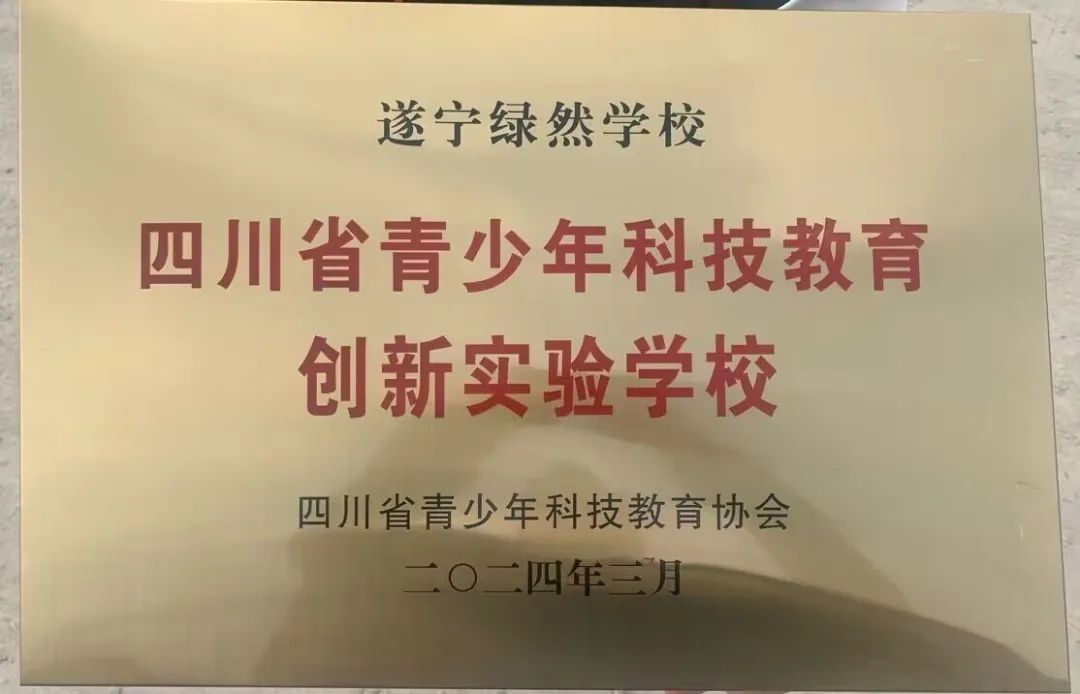 遂宁绿然学校
四川省青少年科技教育
创新实验学校
四川省青少年科技教育协会
二〇二四年三月